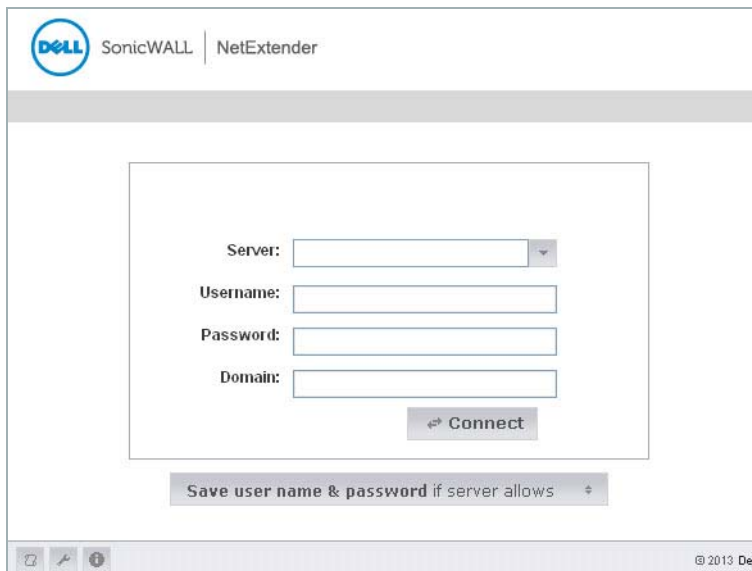 DELL SonicWALL | NetExtender
Server:
Username:
Password:
Domain:
Connect
Save user name & password if server allows
© 2013 De